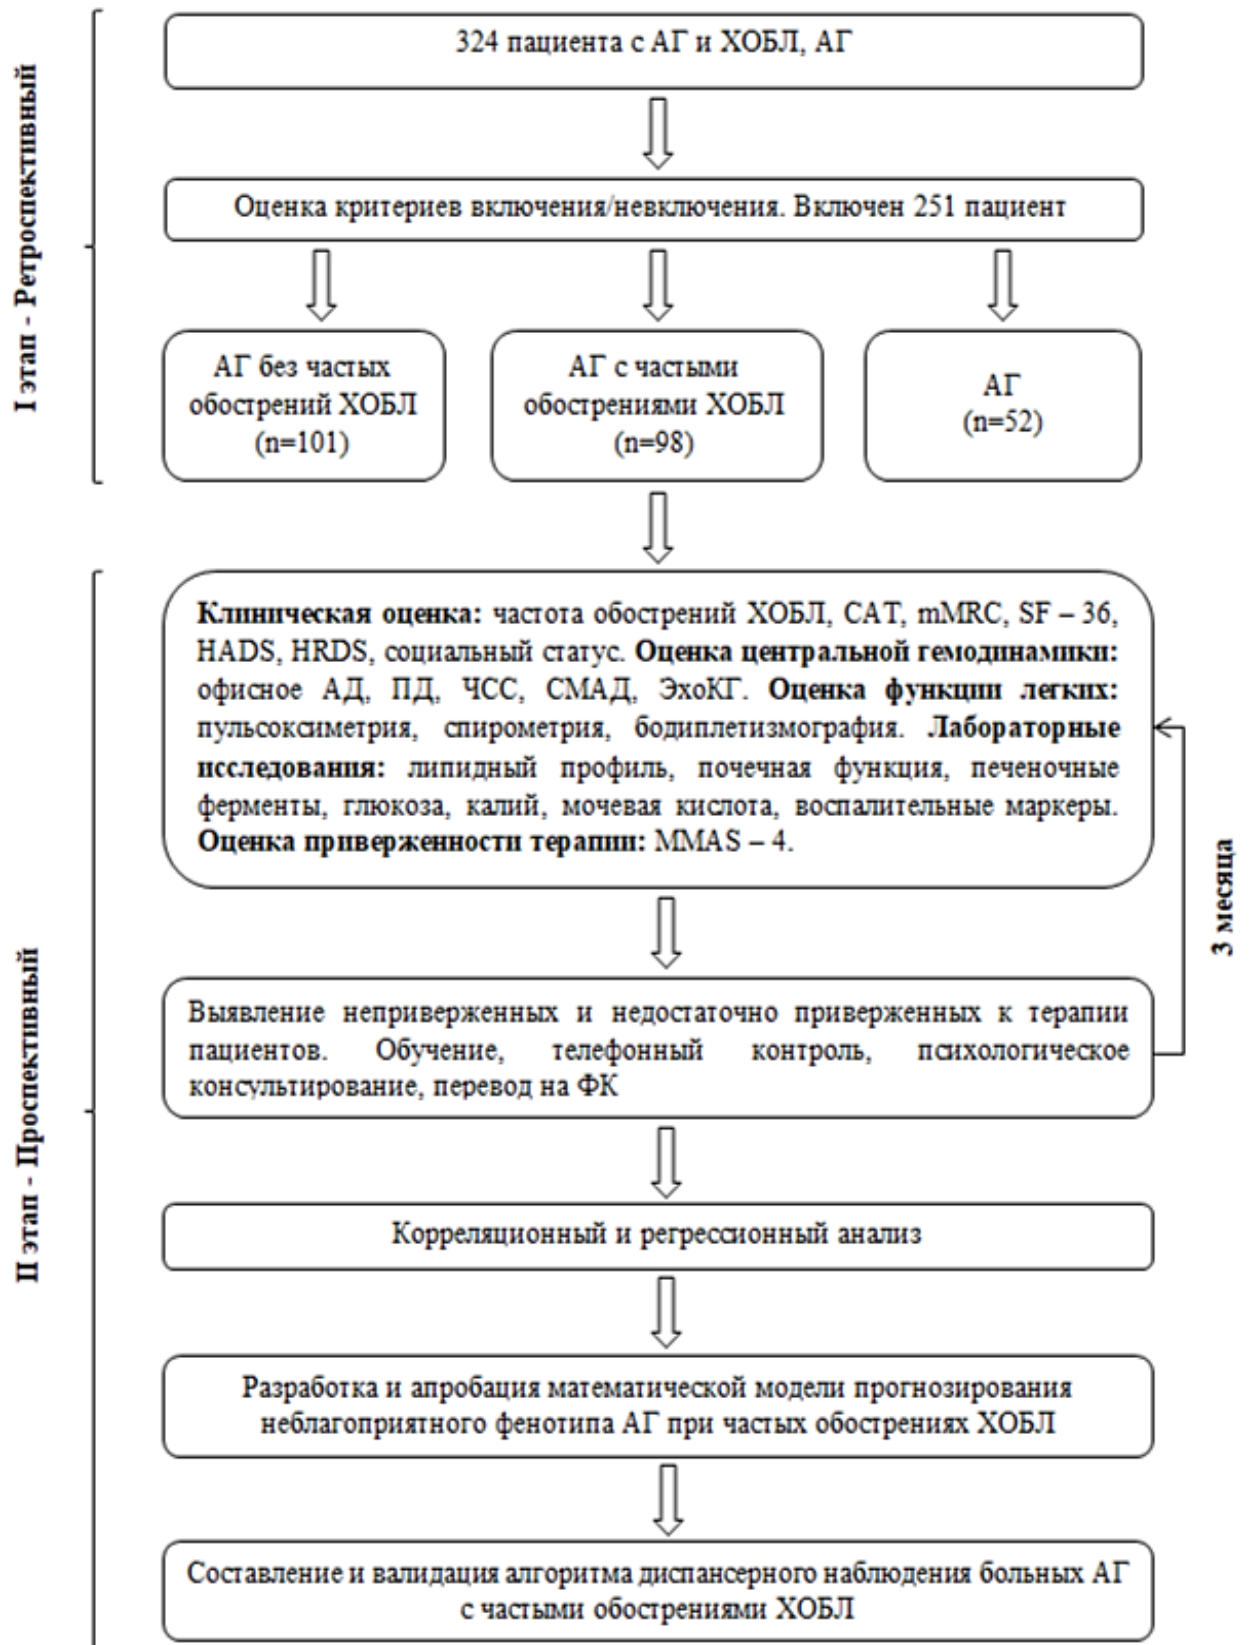 I этап - Ретроспективный
324 пациента с АГ и ХОБЛ, АГ
Оценка критериев включения/невключения. Включен 251 пациент
АГ без частых
обострений ХОБЛ
(n=101)
АГ с частыми
обострениями ХОБЛ
(n=98)
АГ
(n=52)
II этап - Проспективный
Клиническая оценка: частота обострений ХОБЛ, CAT, mMRC, SF – 36,
HADS, HRDS, социальный статус. Оценка центральной гемодинамики:
офисное АД, ПД, ЧСС, СМАД, ЭхоКГ. Оценка функции легких:
пульсоксиметрия, спирометрия, бодиплетизмография. Лабораторные
исследования: липидный профиль, почечная функция, печеночные
ферменты, глюкоза, калий, мочевая кислота, воспалительные маркеры.
Оценка приверженности терапии: MMAS – 4.
3 месяца
Выявление неприверженных и недостаточно приверженных к терапии
пациентов. Обучение, телефонный контроль, психологическое
консультирование, перевод на ФК
Корреляционный и регрессионный анализ
Разработка и апробация математической модели прогнозирования
неблагоприятного фенотипа АГ при частых обострениях ХОБЛ
Составление и валидация алгоритма диспансерного наблюдения больных АГ
с частыми обострениями ХОБЛ